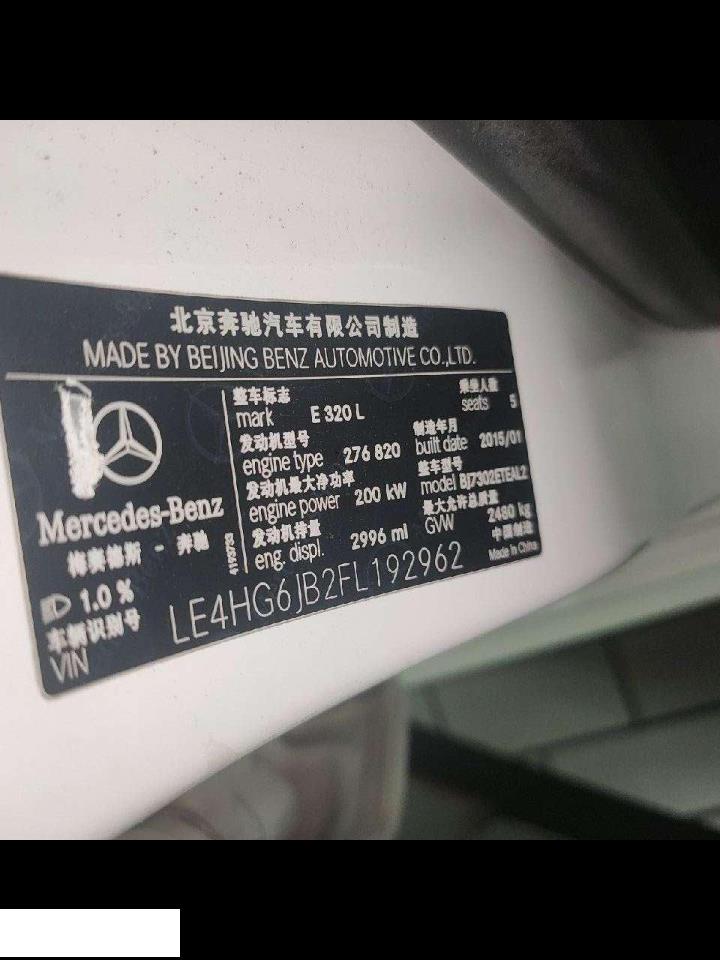 北京奔驰汽车有限公司制造
MADE BY BEIJING BENZ AUTOMOTIVE CO.,LTD.
整车标志 乘坐人数
mark E 320 L seats 5
发动机型号 制造年月
engine type 276 820 built date 2015/01
发动机最大净功率 整车型号
engine power 200 kW model BJ7302ETEAL2
发动机排量 最大允许总质量
eng. displ. 2996 ml GVW 2480 kg
中国制造
Made in China
Mercedes-Benz
梅赛德斯 - 奔驰
1.0 %
车辆识别号
VIN LE4HG6JB2FL192962